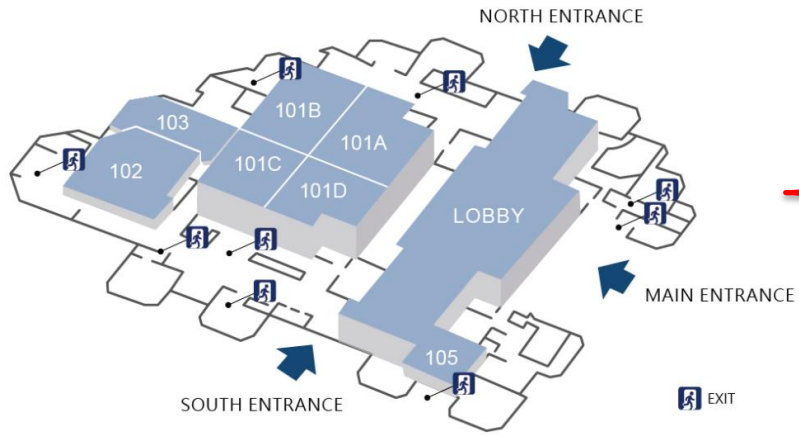 NORTH ENTRANCE
101B
103
101A
101C
102
101D
LOBBY
MAIN ENTRANCE
105
SOUTH ENTRANCE
EXIT